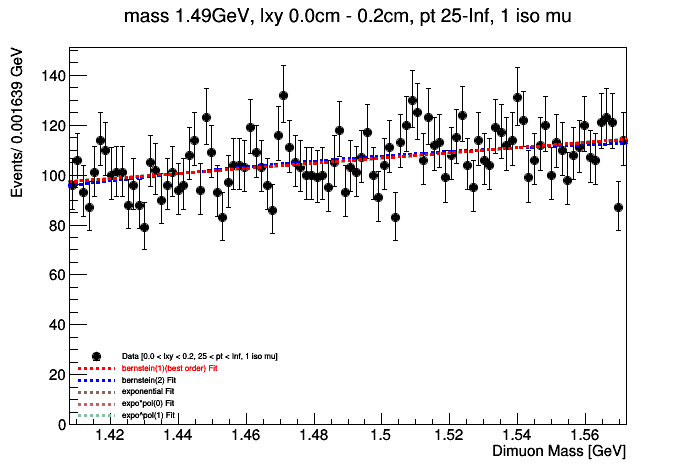 mass 1.49GeV, lxy 0.0cm - 0.2cm, pt 25-Inf, 1 iso mu
Events/ 0.001639 GeV
140
120
100
80
60
40
20
0
Data [0.0 < lxy < 0.2, 25 < pt < Inf, 1 iso mu]
bernstein(1)(best order) Fit
bernstein(2) Fit
exponential Fit
expo*pol(0) Fit
expo*pol(1) Fit
1.42 1.44 1.46 1.48 1.5 1.52 1.54 1.56
Dimuon Mass [GeV]